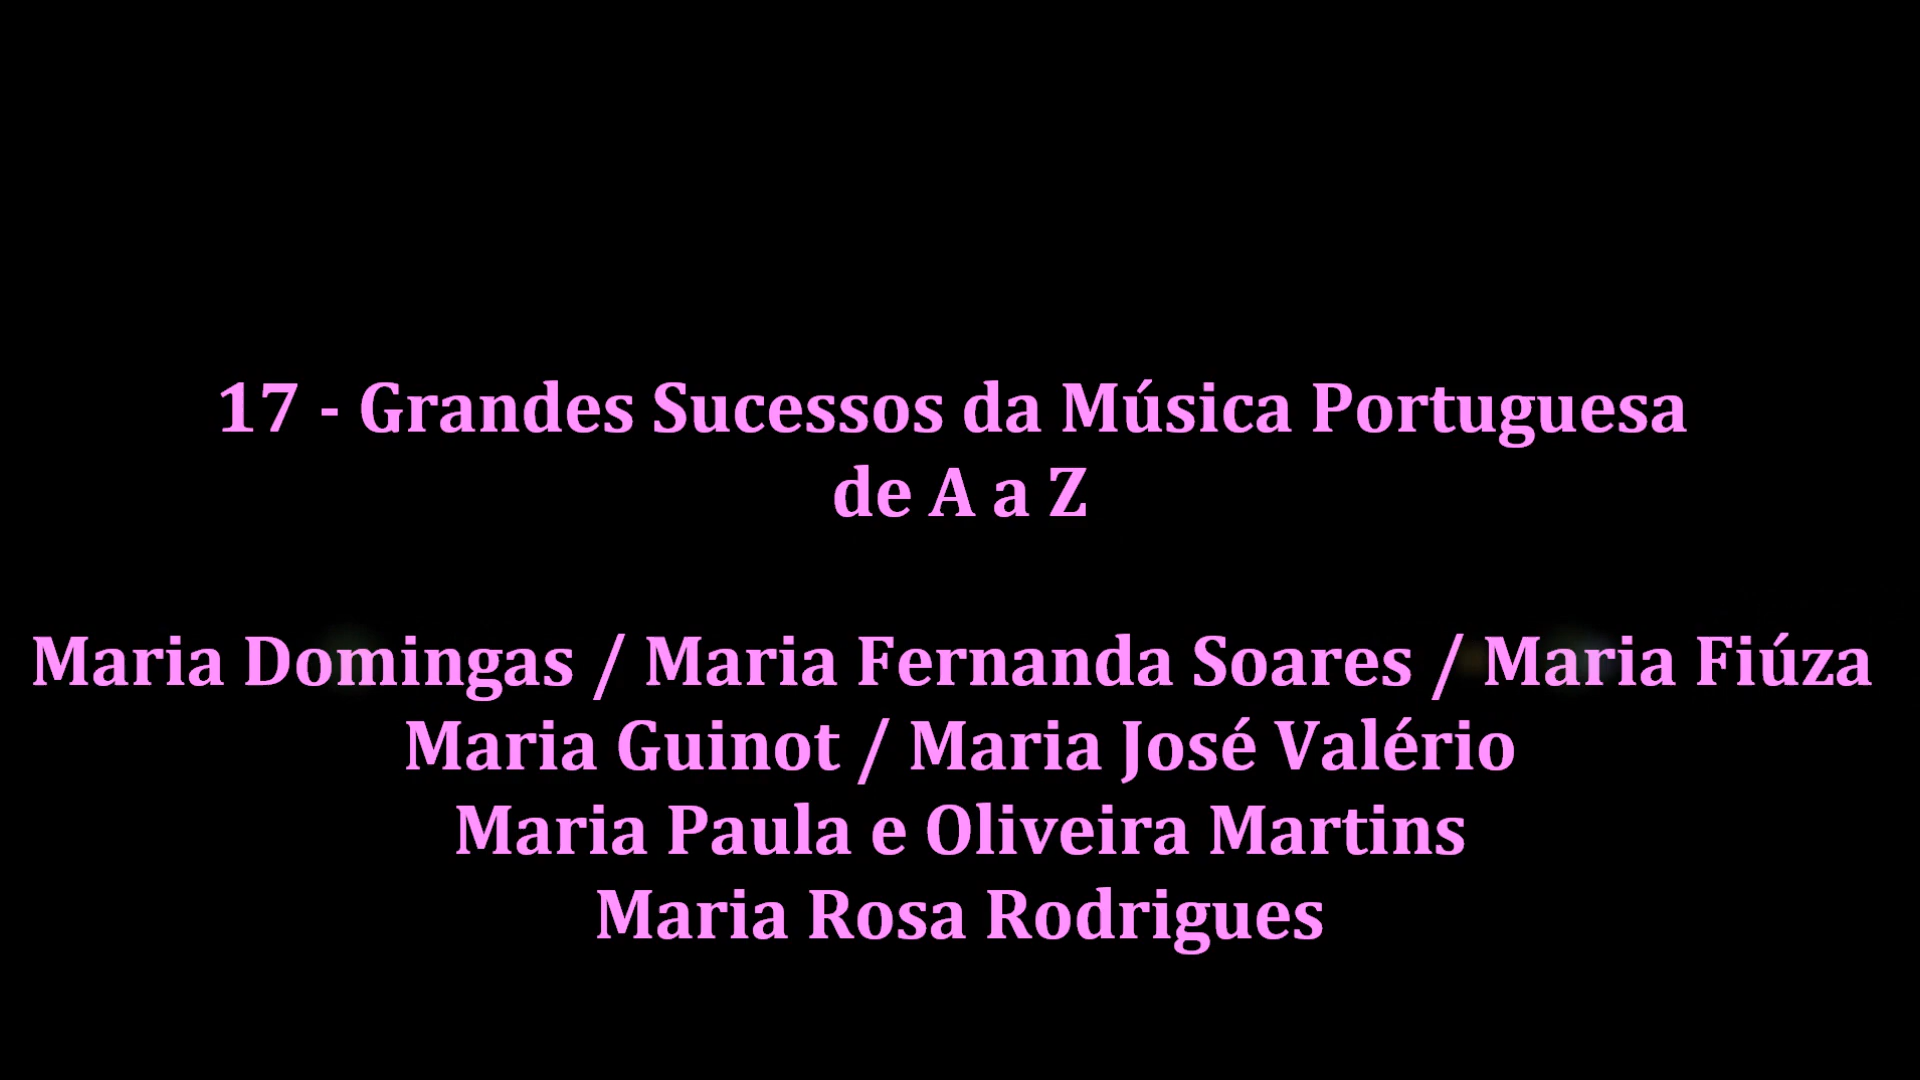 17 - Grandes Sucessos da Música Portuguesa
de A a Z
Maria Domingas / Maria Fernanda Soares / Maria Fiúza
Maria Guinot / Maria José Valério
Maria Paula e Oliveira Martins
Maria Rosa Rodrigues